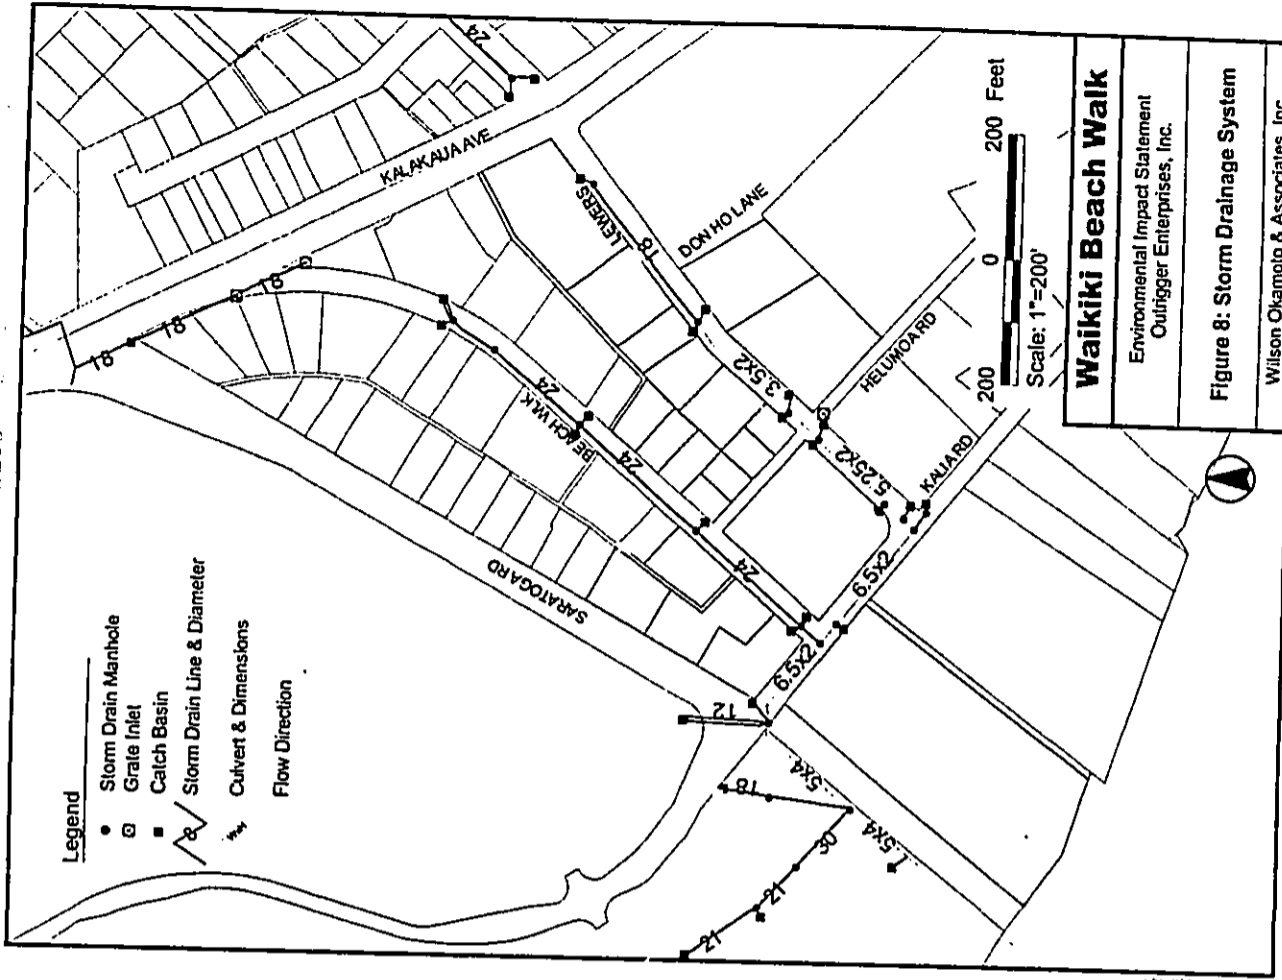 Legend
Storm Drain Manhole
Grate Inlet
Catch Basin
8
Storm Drain Line & Diameter
Culvert & Dimensions
Flow Direction
24
KALAKAUA AVE
18
18
18
LEWERS
18
DON HO LANE
24
BEACH WLK
24
24
3.5x2
HELUMOA RD
5.25x2
KALIA RD
6.5x2
6.5x2
SARATOGA RD
12
18
5x4
5x4
30
21
21
200 0 200 Feet
Scale: 1"=200'
Waikiki Beach Walk
Environmental Impact Statement
Outrigger Enterprises, Inc.
Figure 8: Storm Drainage System
Wilson Okamoto & Associates, Inc.